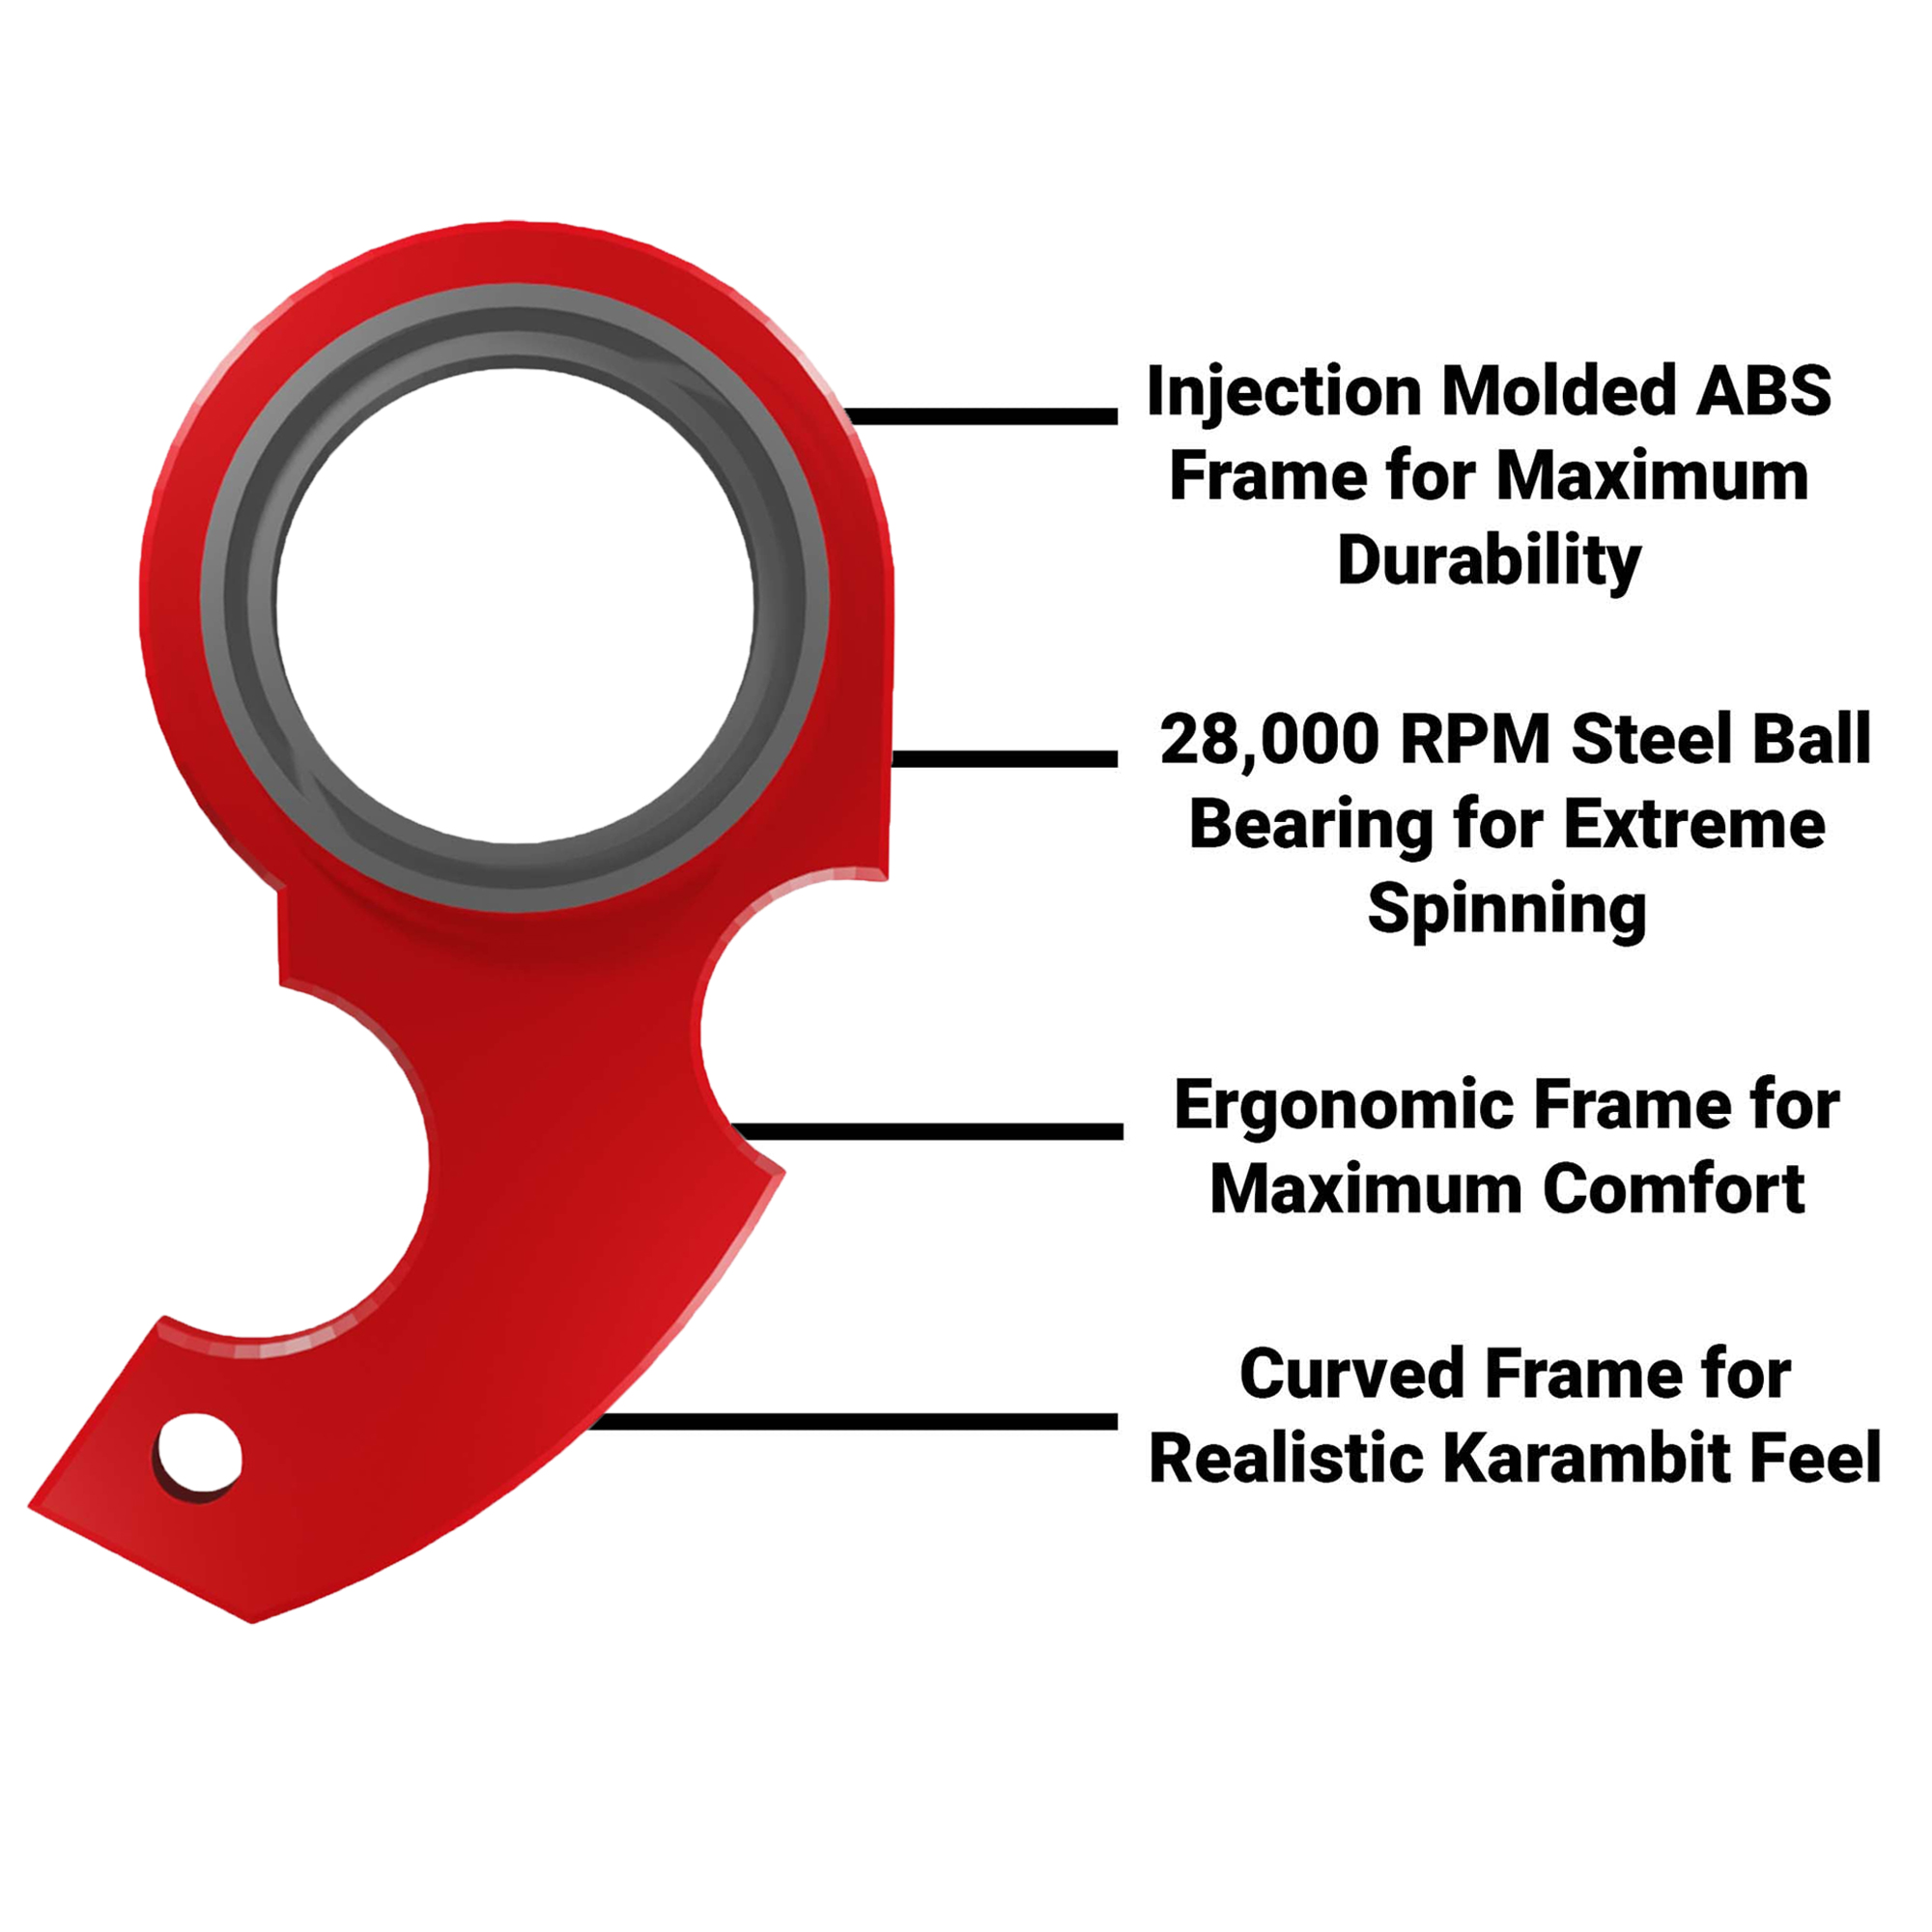 Injection Molded ABS
Frame for Maximum
Durability
28,000 RPM Steel Ball
Bearing for Extreme
Spinning
Ergonomic Frame for
Maximum Comfort
Curved Frame for
Realistic Karambit Feel